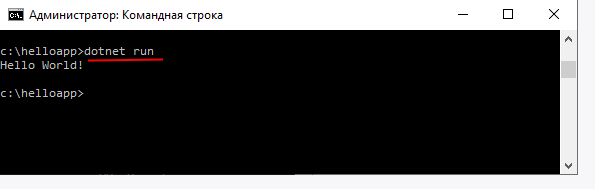 Администратор: Командная строка
c:\helloapp>dotnet run
Hello World!
c:\helloapp>